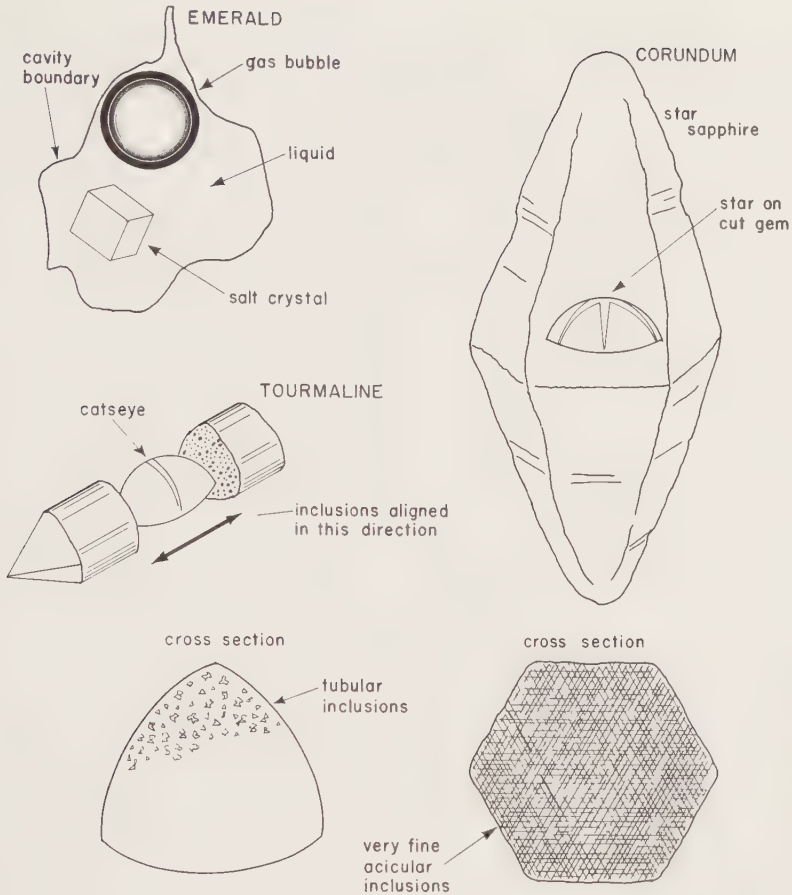 EMERALD
cavity
boundary
gas bubble
liquid
salt crystal
CORUNDUM
star
sapphire
star on
cut gem
TOURMALINE
catseye
inclusions aligned
in this direction
cross section
tubular
inclusions
cross section
very fine
acicular
inclusions